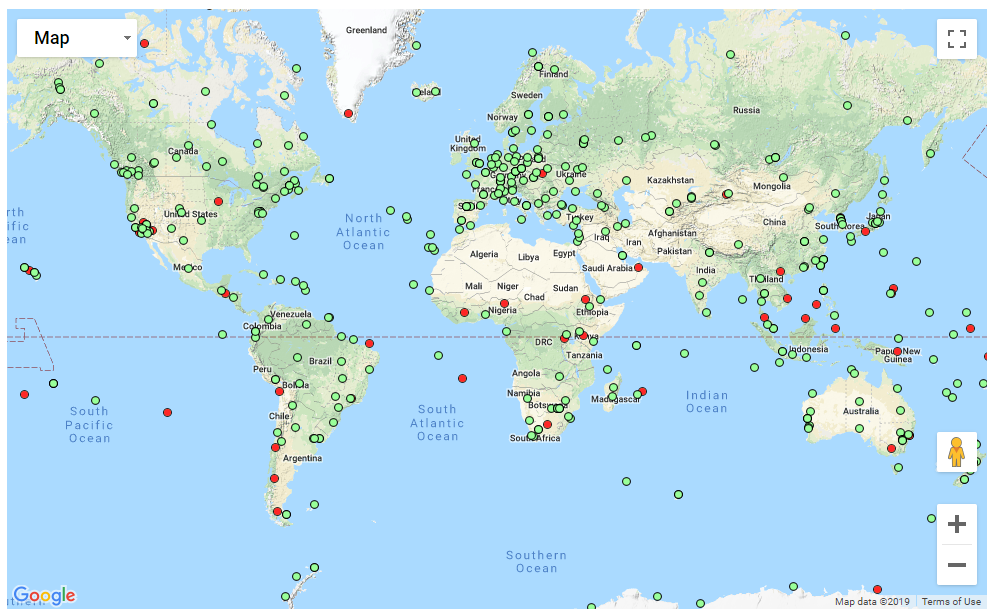 Map
Greenland
Iceland
Finland
Sweden
Norway
Russia
United
Kingdom
Canada
Ukraine
Kazakhstan
Mongolia
France
United States
Turkey
North
Atlantic
Ocean
Afghanistan
China
South Korea
Japan
Iraq
Iran
Pakistan
Algeria
Libya
Egypt
Saudi Arabia
India
Mexico
Thailand
Mali
Niger
Chad
Sudan
Nigeria
Ethiopia
Venezuela
Colombia
DRC
Kenya
Tanzania
Indonesia
Papua New
Guinea
Brazil
Peru
Angola
Bolivia
Namibia
Botswana
Madagascar
Indian
Ocean
South
Pacific
Ocean
South
Atlantic
Ocean
Chile
Australia
South Africa
Argentina
Southern
Ocean
Google
Map data ©2019
Terms of Use